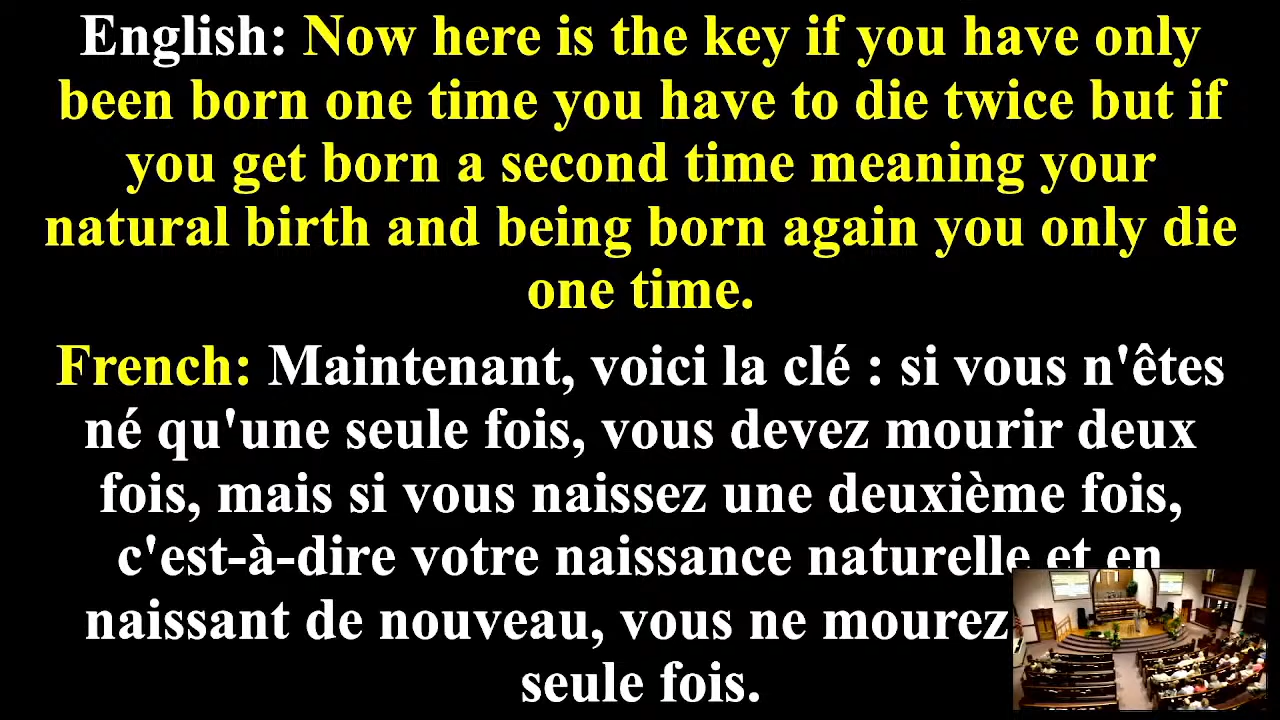 English: Now here is the key if you have only
been born one time you have to die twice but if
you get born a second time meaning your
natural birth and being born again you only die
one time.
French: Maintenant, voici la clé : si vous n'êtes
né qu'une seule fois, vous devez mourir deux
fois, mais si vous naissez une deuxième fois,
c'est-à-dire votre naissance naturelle et en
naissant de nouveau, vous ne mourez
seule fois.